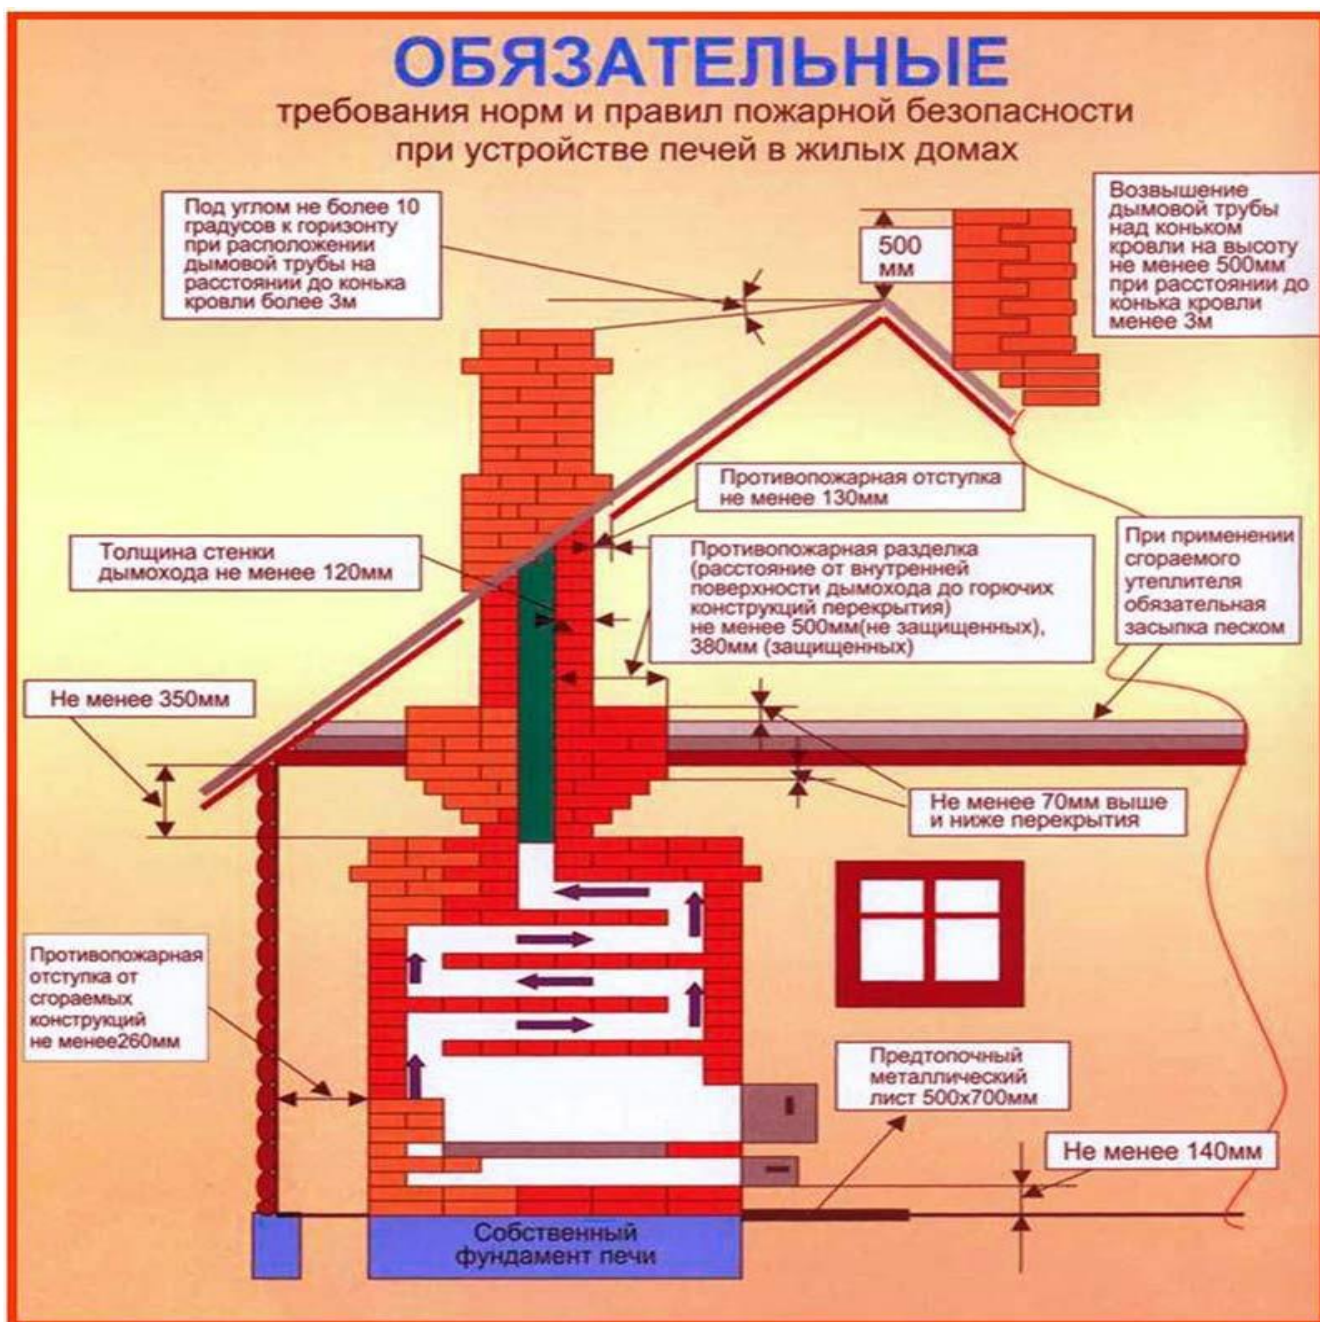 ОБЯЗАТЕЛЬНЫЕ
требования норм и правил пожарной безопасности
при устройстве печей в жилых домах
Под углом не более 10
градусов к горизонту
при расположении
дымовой трубы на
расстоянии до конька
кровли более 3м
500
мм
Возвышение
дымовой трубы
над коньком
кровли на высоту
не менее 500мм
при расстоянии до
конька кровли
менее 3м
Противопожарная отступка
не менее 130мм
Толщина стенки
дымохода не менее 120мм
Противопожарная разделка
(расстояние от внутренней
поверхности дымохода до горючих
конструкций перекрытия)
не менее 500мм(не защищенных),
380мм (защищенных)
При применении
сгораемого
утеплителя
обязательная
засыпка песком
Не менее 350мм
Не менее 70мм выше
и ниже перекрытия
Противопожарная
отступка от
сгораемых
конструкций
не менее260мм
Предтопочный
металлический
лист 500х700мм
Не менее 140мм
Собственный
фундамент печи